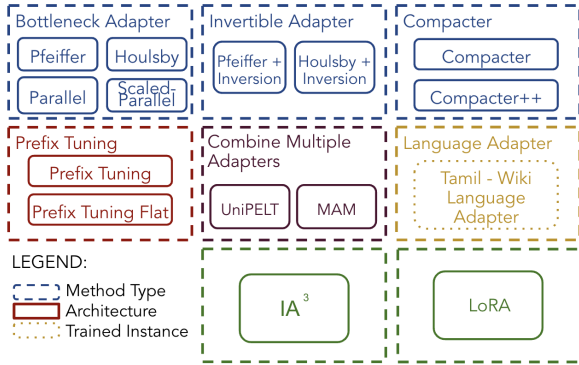 Bottleneck Adapter
Pfeiffer
Houlsby
Parallel
Scaled-
Parallel
Invertible Adapter
Pfeiffer +
Inversion
Houlsby +
Inversion
Compacter
Compacter
Compacter++
Prefix Tuning
Prefix Tuning
Prefix Tuning Flat
Combine Multiple
Adapters
UniPELT
MAM
Language Adapter
Tamil - Wiki
Language
Adapter
LEGEND:
Method Type
Architecture
Trained Instance
IA³
LoRA